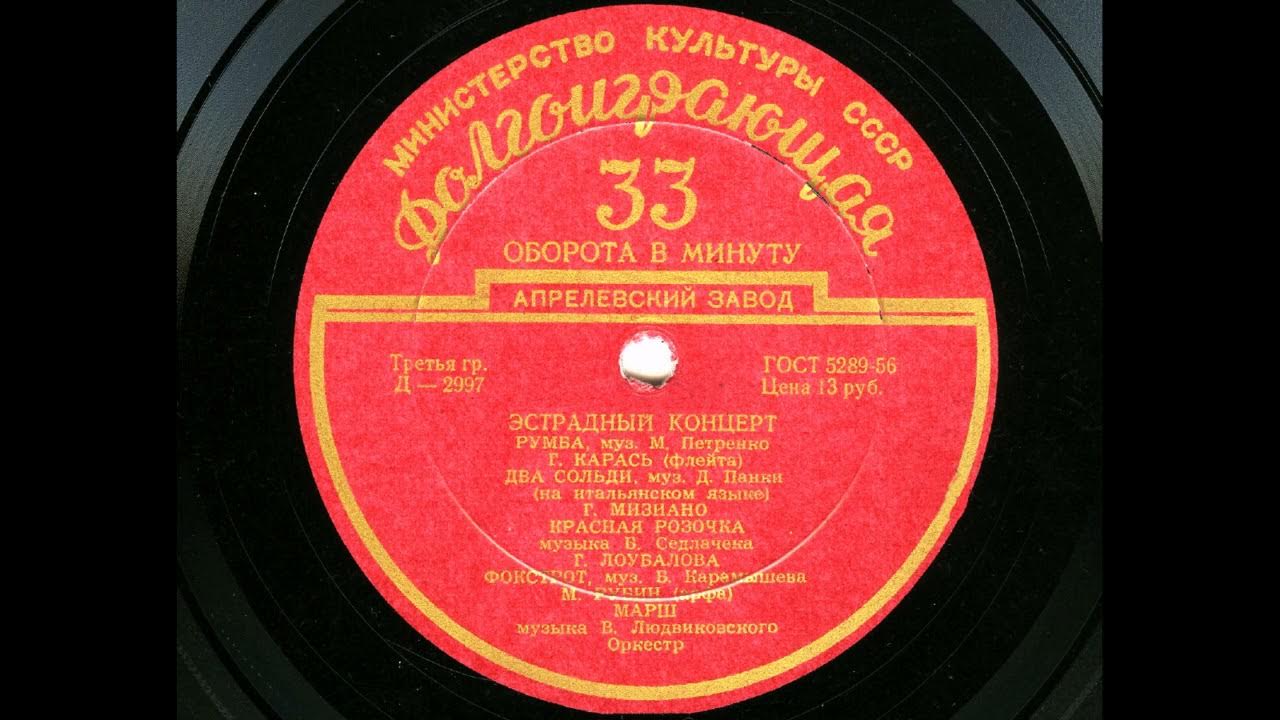 МИНИСТЕРСТВО КУЛЬТУРЫ СССР
Долгоиграющая
33
ОБОРОТА В МИНУТУ
АПРЕЛЕВСКИЙ ЗАВОД
Третья гр.
Д — 2997
ГОСТ 5289-56
Цена 13 руб.
ЭСТРАДНЫЙ КОНЦЕРТ
РУМБА, муз. М. Петренко
Г. КАРАСЬ (флейта)
ДВА СОЛЬДИ, муз. Д. Панки
(на итальянском языке)
Г. МИЗИАНО
КРАСНАЯ РОЗОЧКА
музыка Б. Седлачека
Г. ЛОУБАЛОВА
ФОКСТРОТ, муз. Б. Карамышева
М. РУБИН (арфа)
МАРШ
музыка В. Людвиковского
Оркестр